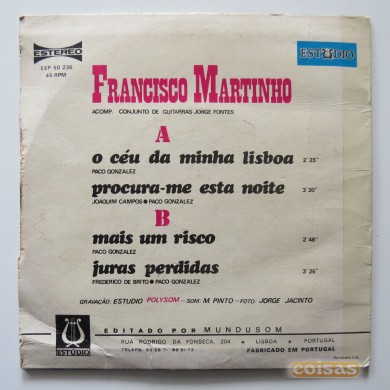 ESTEREO
EEP 50 236
45 RPM
ESTÚDIO
FRANCISCO MARTINHO
ACOMP. CONJUNTO DE GUITARRAS JORGE FONTES
A
o céu da minha lisboa 2'25"
PACO GONZALEZ
procura-me esta noite 3'30"
JOAQUIM CAMPOS • PACO GONZALEZ
B
mais um risco 2'48"
PACO GONZALEZ
juras perdidas 3'25"
FREDERICO DE BRITO • PACO GONZALEZ
GRAVAÇÃO: ESTUDIO POLYSOM — SOM: M. PINTO — FOTO: JORGE JACINTO
EDITADO POR MUNDUSOM
RUA RODRIGO DA FONSECA, 204 • LISBOA • PORTUGAL
FABRICADO EM PORTUGAL
ESTÚDIO
coisas